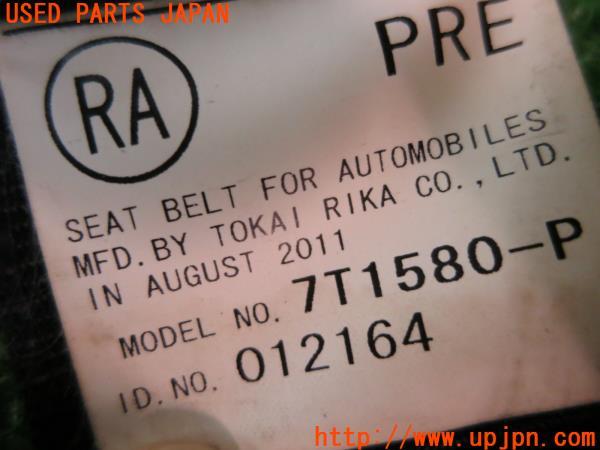 USED PARTS JAPAN
RA
PRE
SEAT BELT FOR AUTOMOBILES
MFD. BY TOKAI RIKA CO., LTD.
IN AUGUST 2011
MODEL NO. 7T1580-P
ID. NO. 012164
http://www.upjpn.com